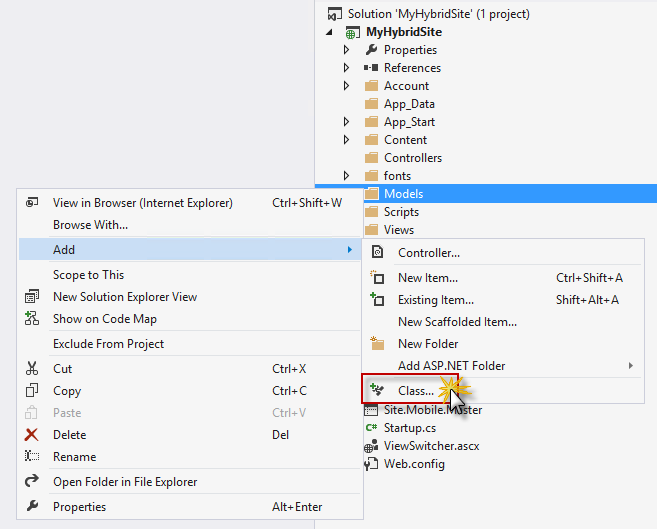 Solution 'MyHybridSite' (1 project)
MyHybridSite
Properties
References
Account
App_Data
App_Start
Content
Controllers
fonts
Models
Scripts
Views
View in Browser (Internet Explorer) Ctrl+Shift+W
Browse With...
Add
Scope to This
New Solution Explorer View
Show on Code Map
Exclude From Project
Cut Ctrl+X
Copy Ctrl+C
Paste Ctrl+V
Delete Del
Rename
Open Folder in File Explorer
Properties Alt+Enter
Controller...
New Item... Ctrl+Shift+A
Existing Item... Shift+Alt+A
New Scaffolded Item...
New Folder
Add ASP.NET Folder
Class...
Site.Mobile.Master
Startup.cs
ViewSwitcher.ascx
Web.config